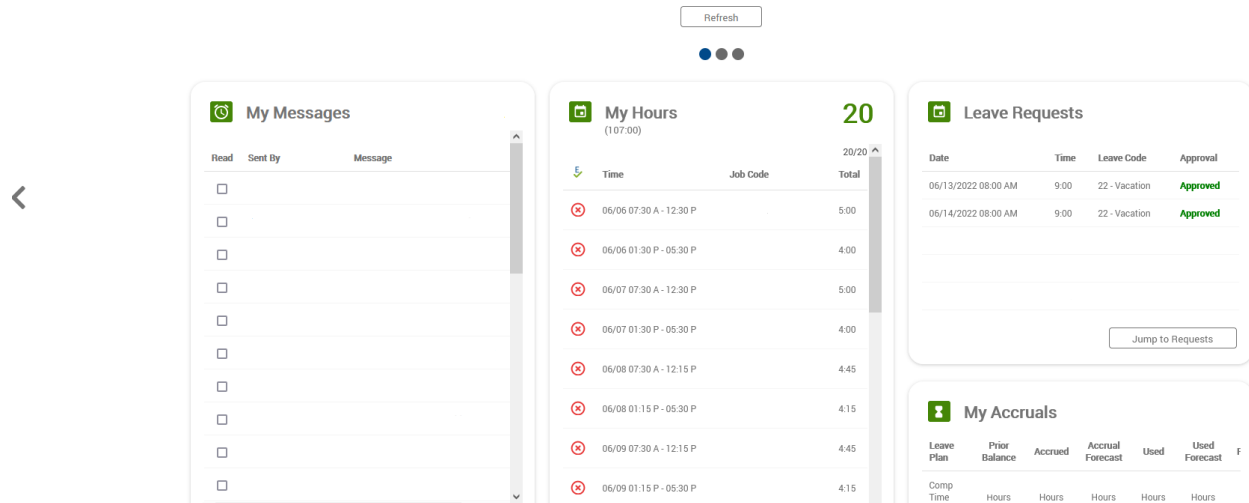 Refresh
My Messages
Read Sent By Message
My Hours 20
(107:00)
20/20
E Time Job Code Total
06/06 07:30 A - 12:30 P 5:00
06/06 01:30 P - 05:30 P 4:00
06/07 07:30 A - 12:30 P 5:00
06/07 01:30 P - 05:30 P 4:00
06/08 07:30 A - 12:15 P 4:45
06/08 01:15 P - 05:30 P 4:15
06/09 07:30 A - 12:15 P 4:45
06/09 01:15 P - 05:30 P 4:15
Leave Requests
Date Time Leave Code Approval
06/13/2022 08:00 AM 9:00 22 - Vacation Approved
06/14/2022 08:00 AM 9:00 22 - Vacation Approved
Jump to Requests
My Accruals
Leave Prior Accrual Used
Plan Balance Accrued Forecast Used Forecast
Comp
Time Hours Hours Hours Hours Hours